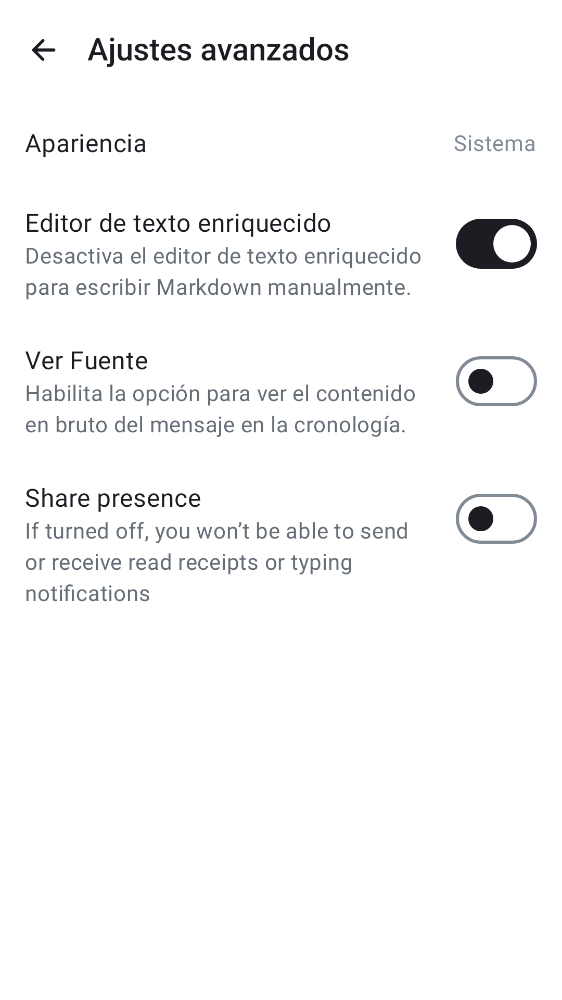 Ajustes avanzados
Apariencia
Sistema
Editor de texto enriquecido
Desactiva el editor de texto enriquecido
para escribir Markdown manualmente.
Ver Fuente
Habilita la opción para ver el contenido
en bruto del mensaje en la cronología.
Share presence
If turned off, you won’t be able to send
or receive read receipts or typing
notifications